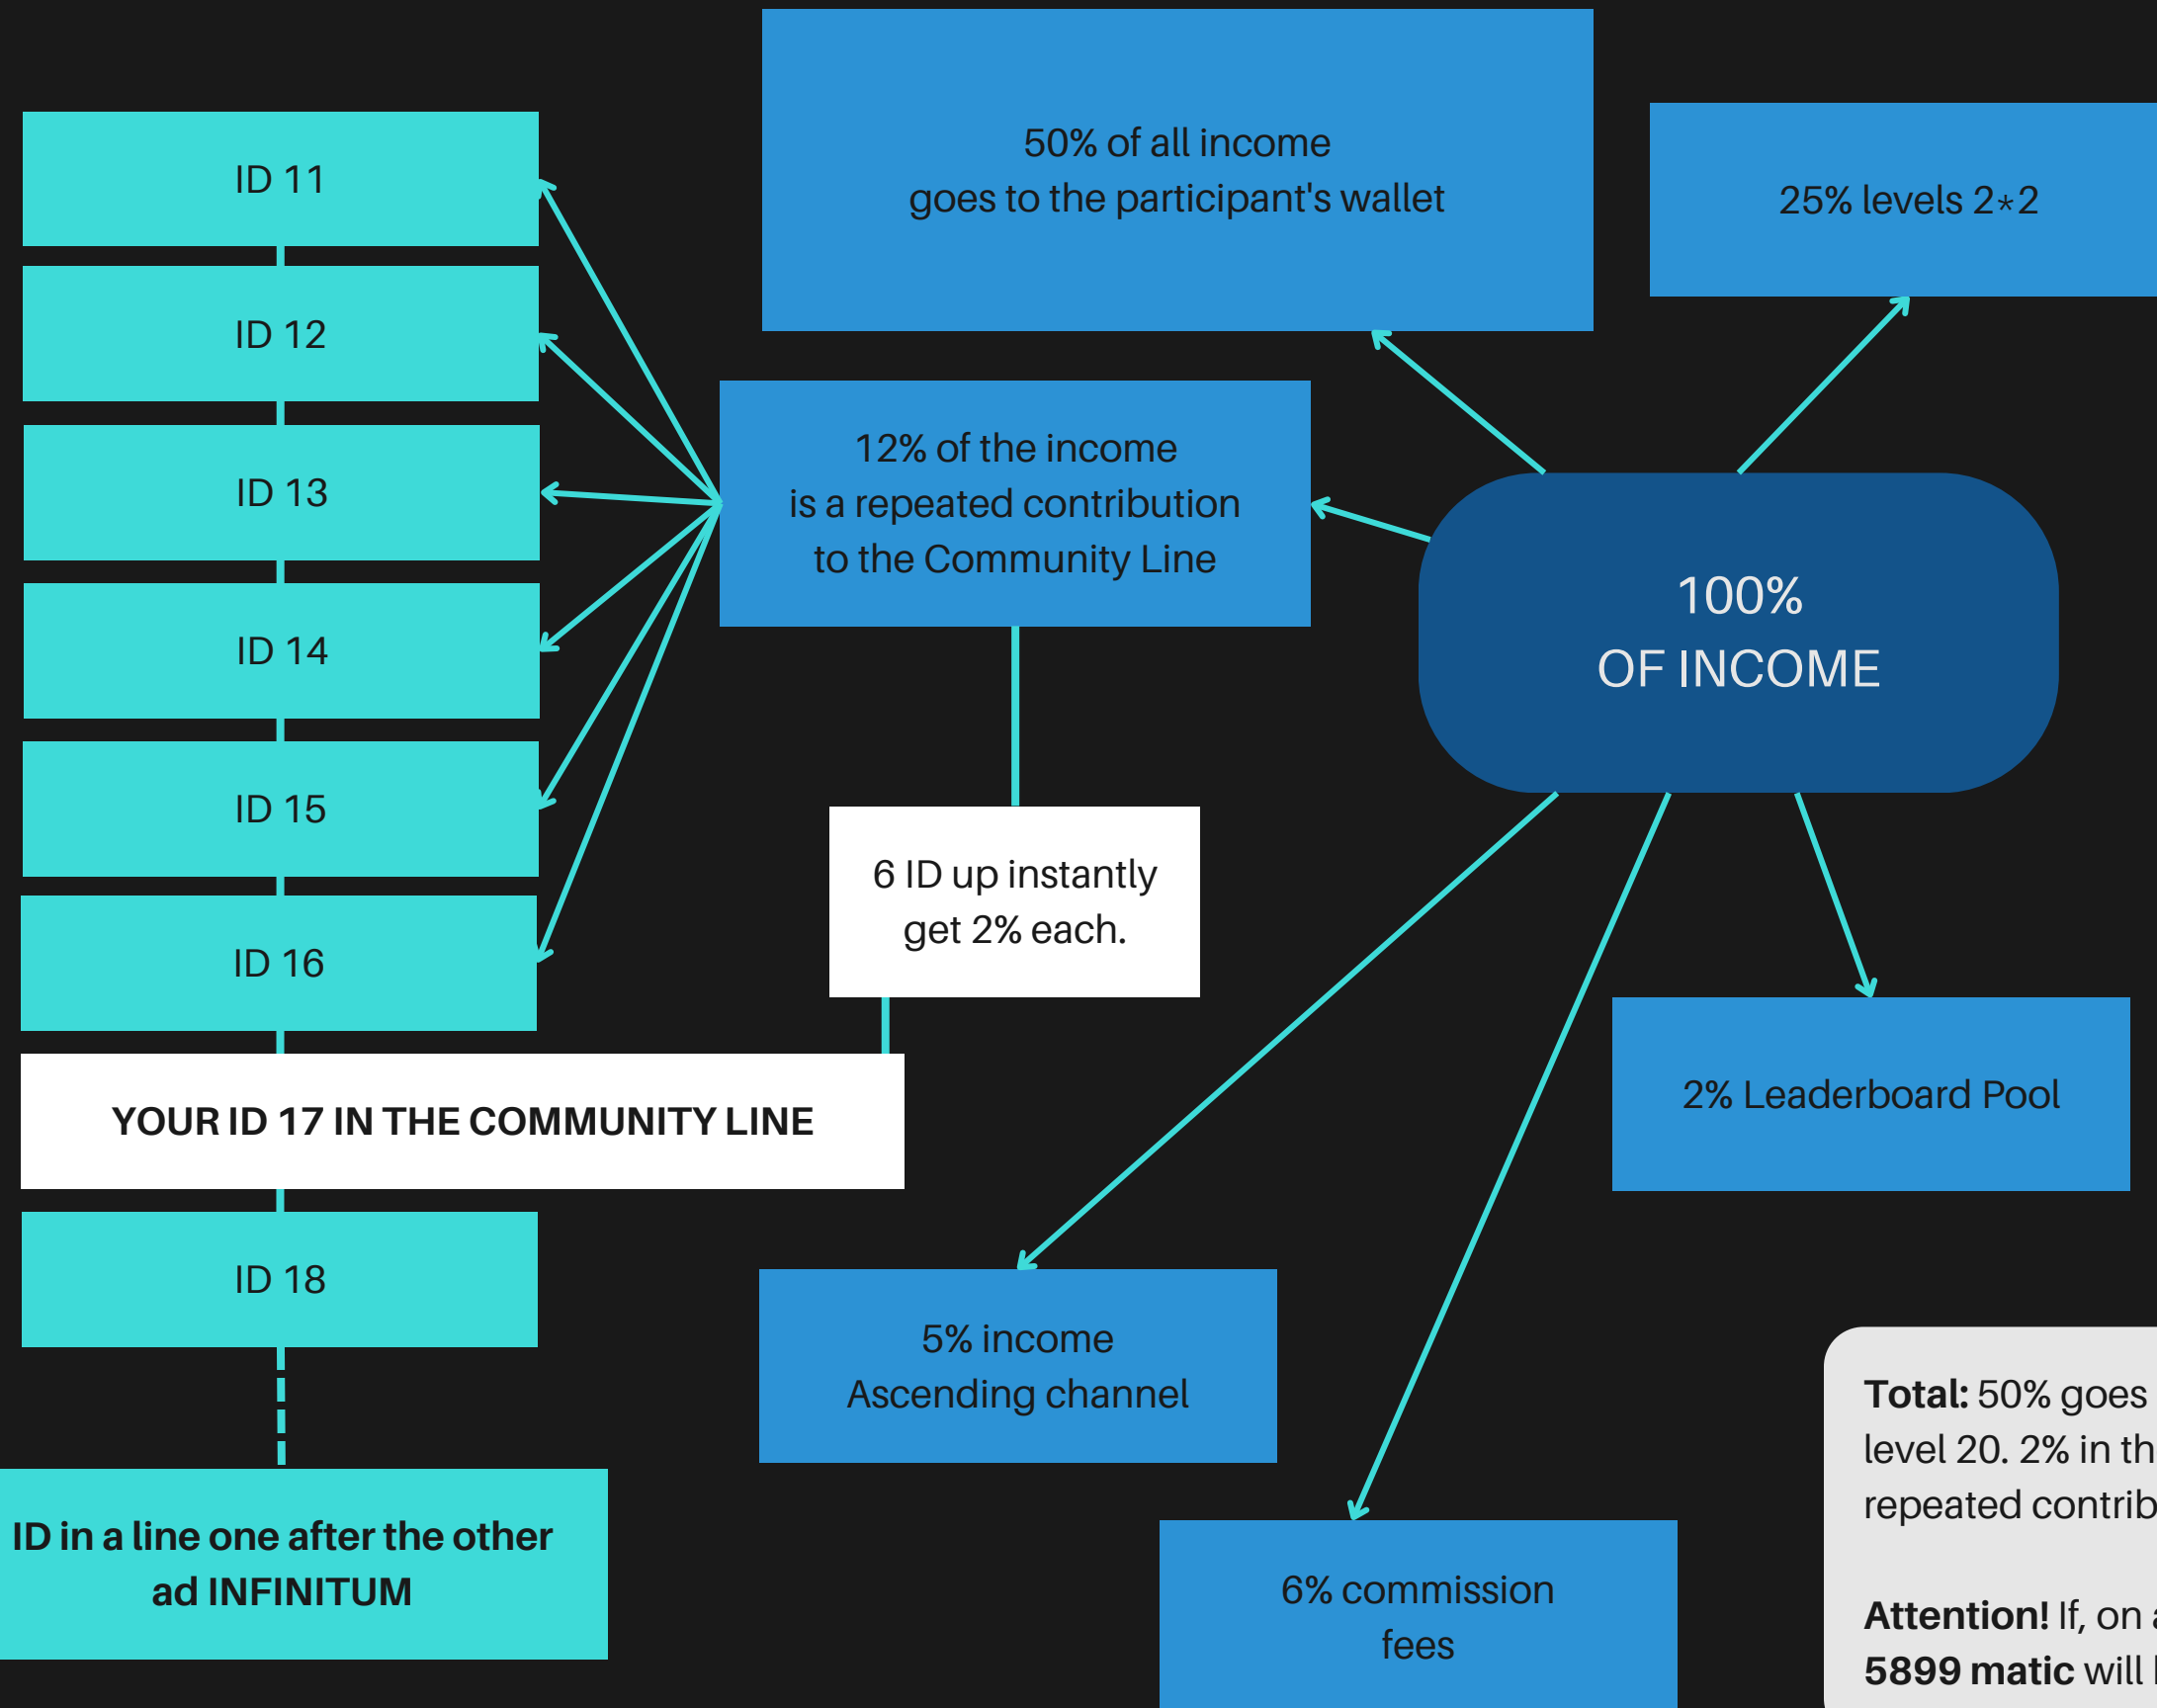 ID 11
ID 12
ID 13
ID 14
ID 15
ID 16
YOUR ID 17 IN THE COMMUNITY LINE
ID 18
ID in a line one after the other
ad INFINITUM
50% of all income
goes to the participant's wallet
25% levels 2*2
12% of the income
is a repeated contribution
to the Community Line
100%
OF INCOME
6 ID up instantly
get 2% each.
2% Leaderboard Pool
5% income
Ascending channel
6% commission
fees
Total: 50% goes
level 20. 2% in
repeated
Attention! If, on
5899 matic will